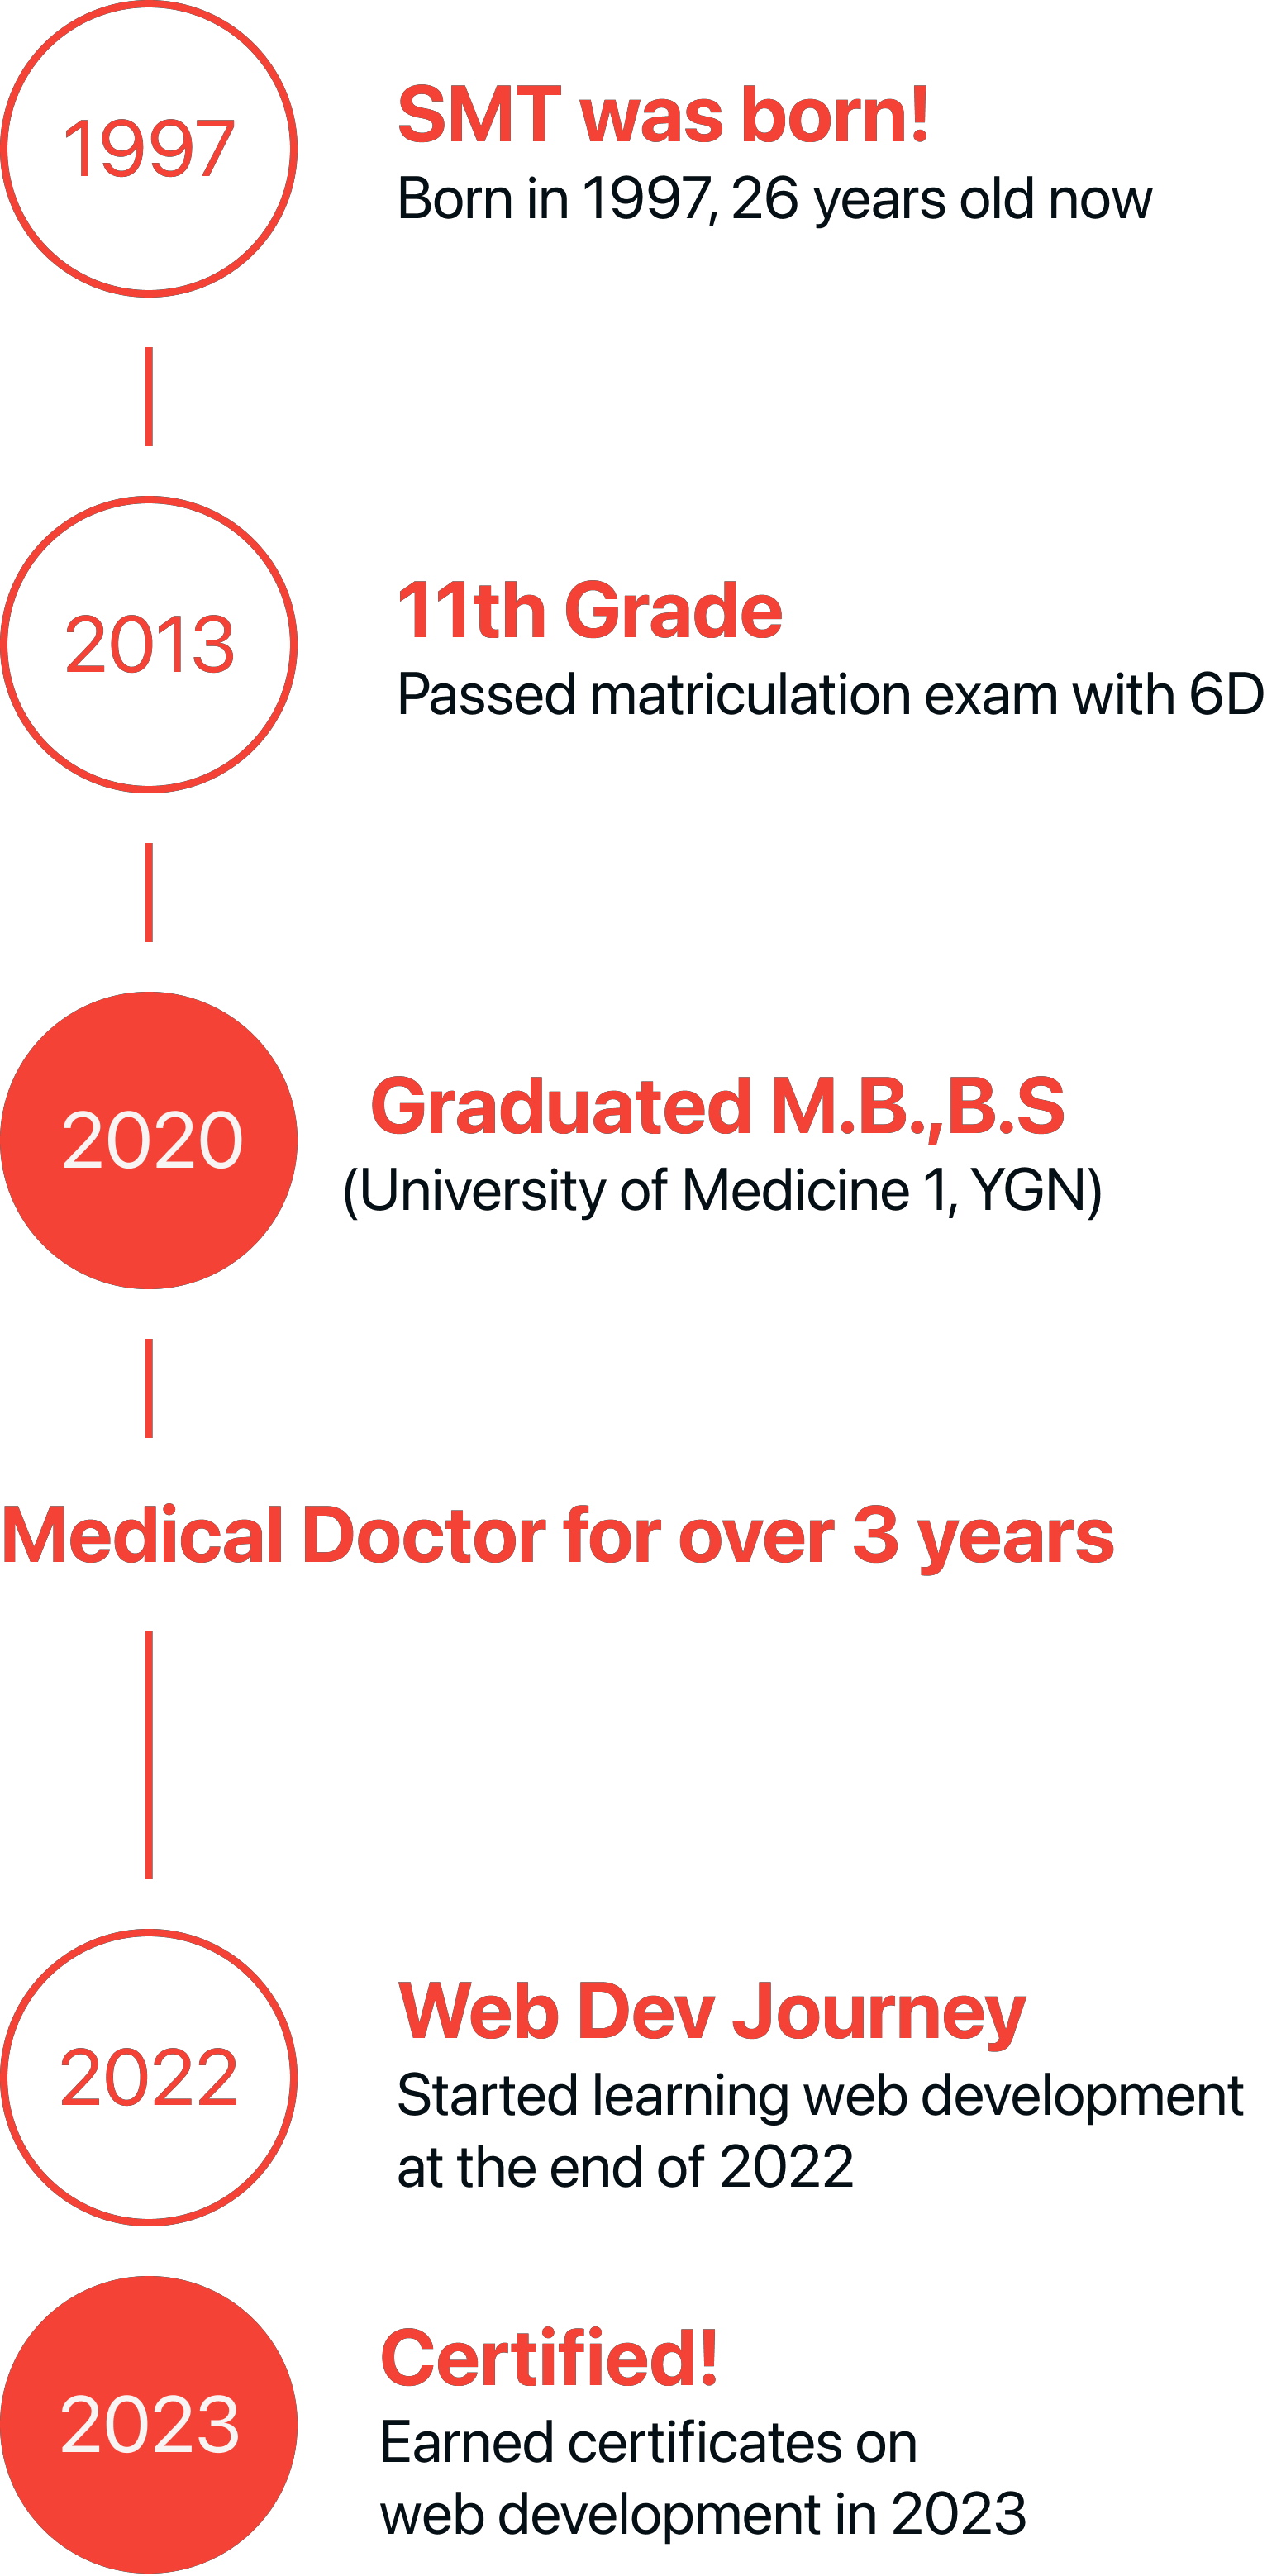 1997
SMT was born!
Born in 1997, 26 years old now
2013
11th Grade
Passed matriculation exam with 6D
2020
Graduated M.B.,B.S
(University of Medicine 1, YGN)
Medical Doctor for over 3 years
2022
Web Dev Journey
Started learning web development
at the end of 2022
2023
Certified!
Earned certificates on
web development in 2023